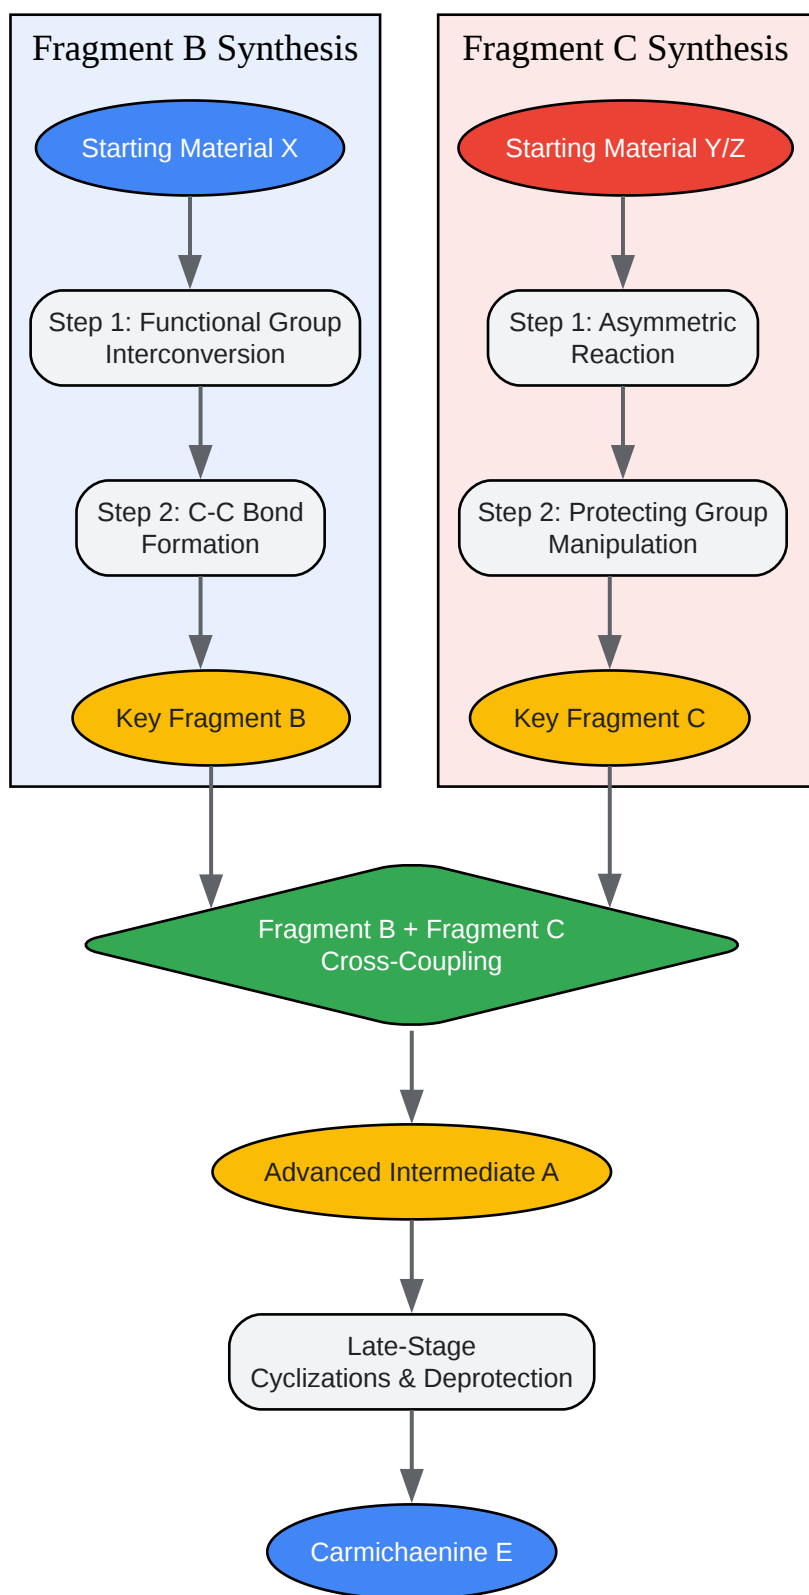 Fragment B Synthesis
Starting Material X
Step 1: Functional Group
Interconversion
Step 2: C-C Bond
Formation
Key Fragment B
Fragment C Synthesis
Starting Material Y/Z
Step 1: Asymmetric
Reaction
Step 2: Protecting Group
Manipulation
Key Fragment C
Fragment B + Fragment C
Cross-Coupling
Advanced Intermediate A
Late-Stage
Cyclizations & Deprotection
Carmichaenine E